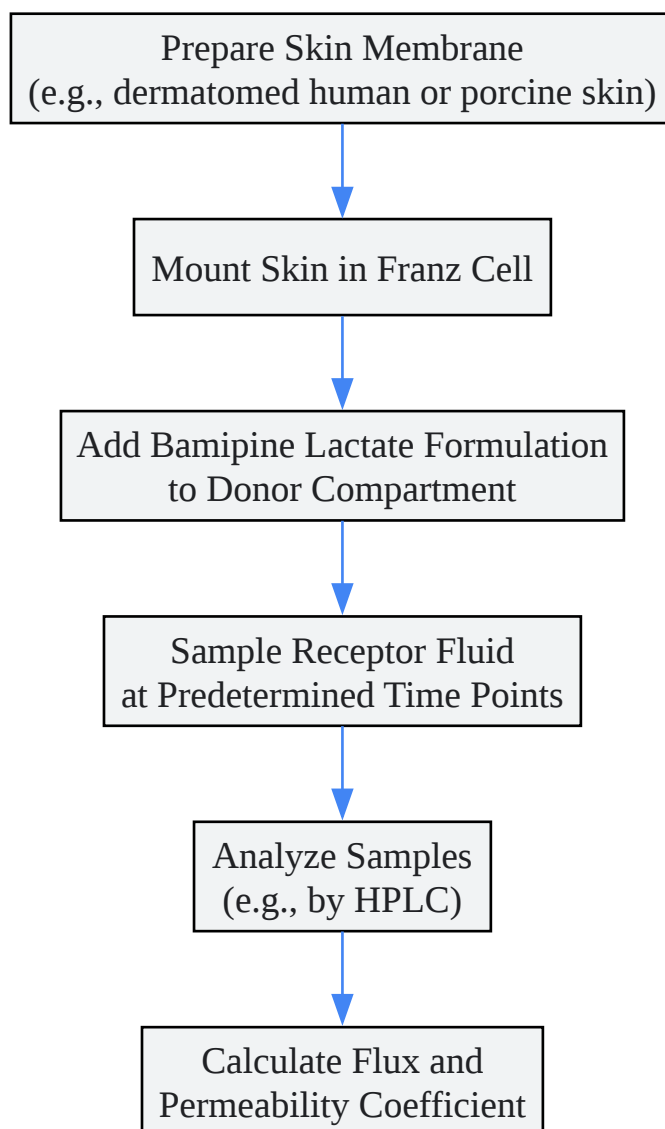 Prepare Skin Membrane
(e.g., dermatomed human or porcine skin)
Mount Skin in Franz Cell
Add Bamipine Lactate Formulation
to Donor Compartment
Sample Receptor Fluid
at Predetermined Time Points
Analyze Samples
(e.g., by HPLC)
Calculate Flux and
Permeability Coefficient